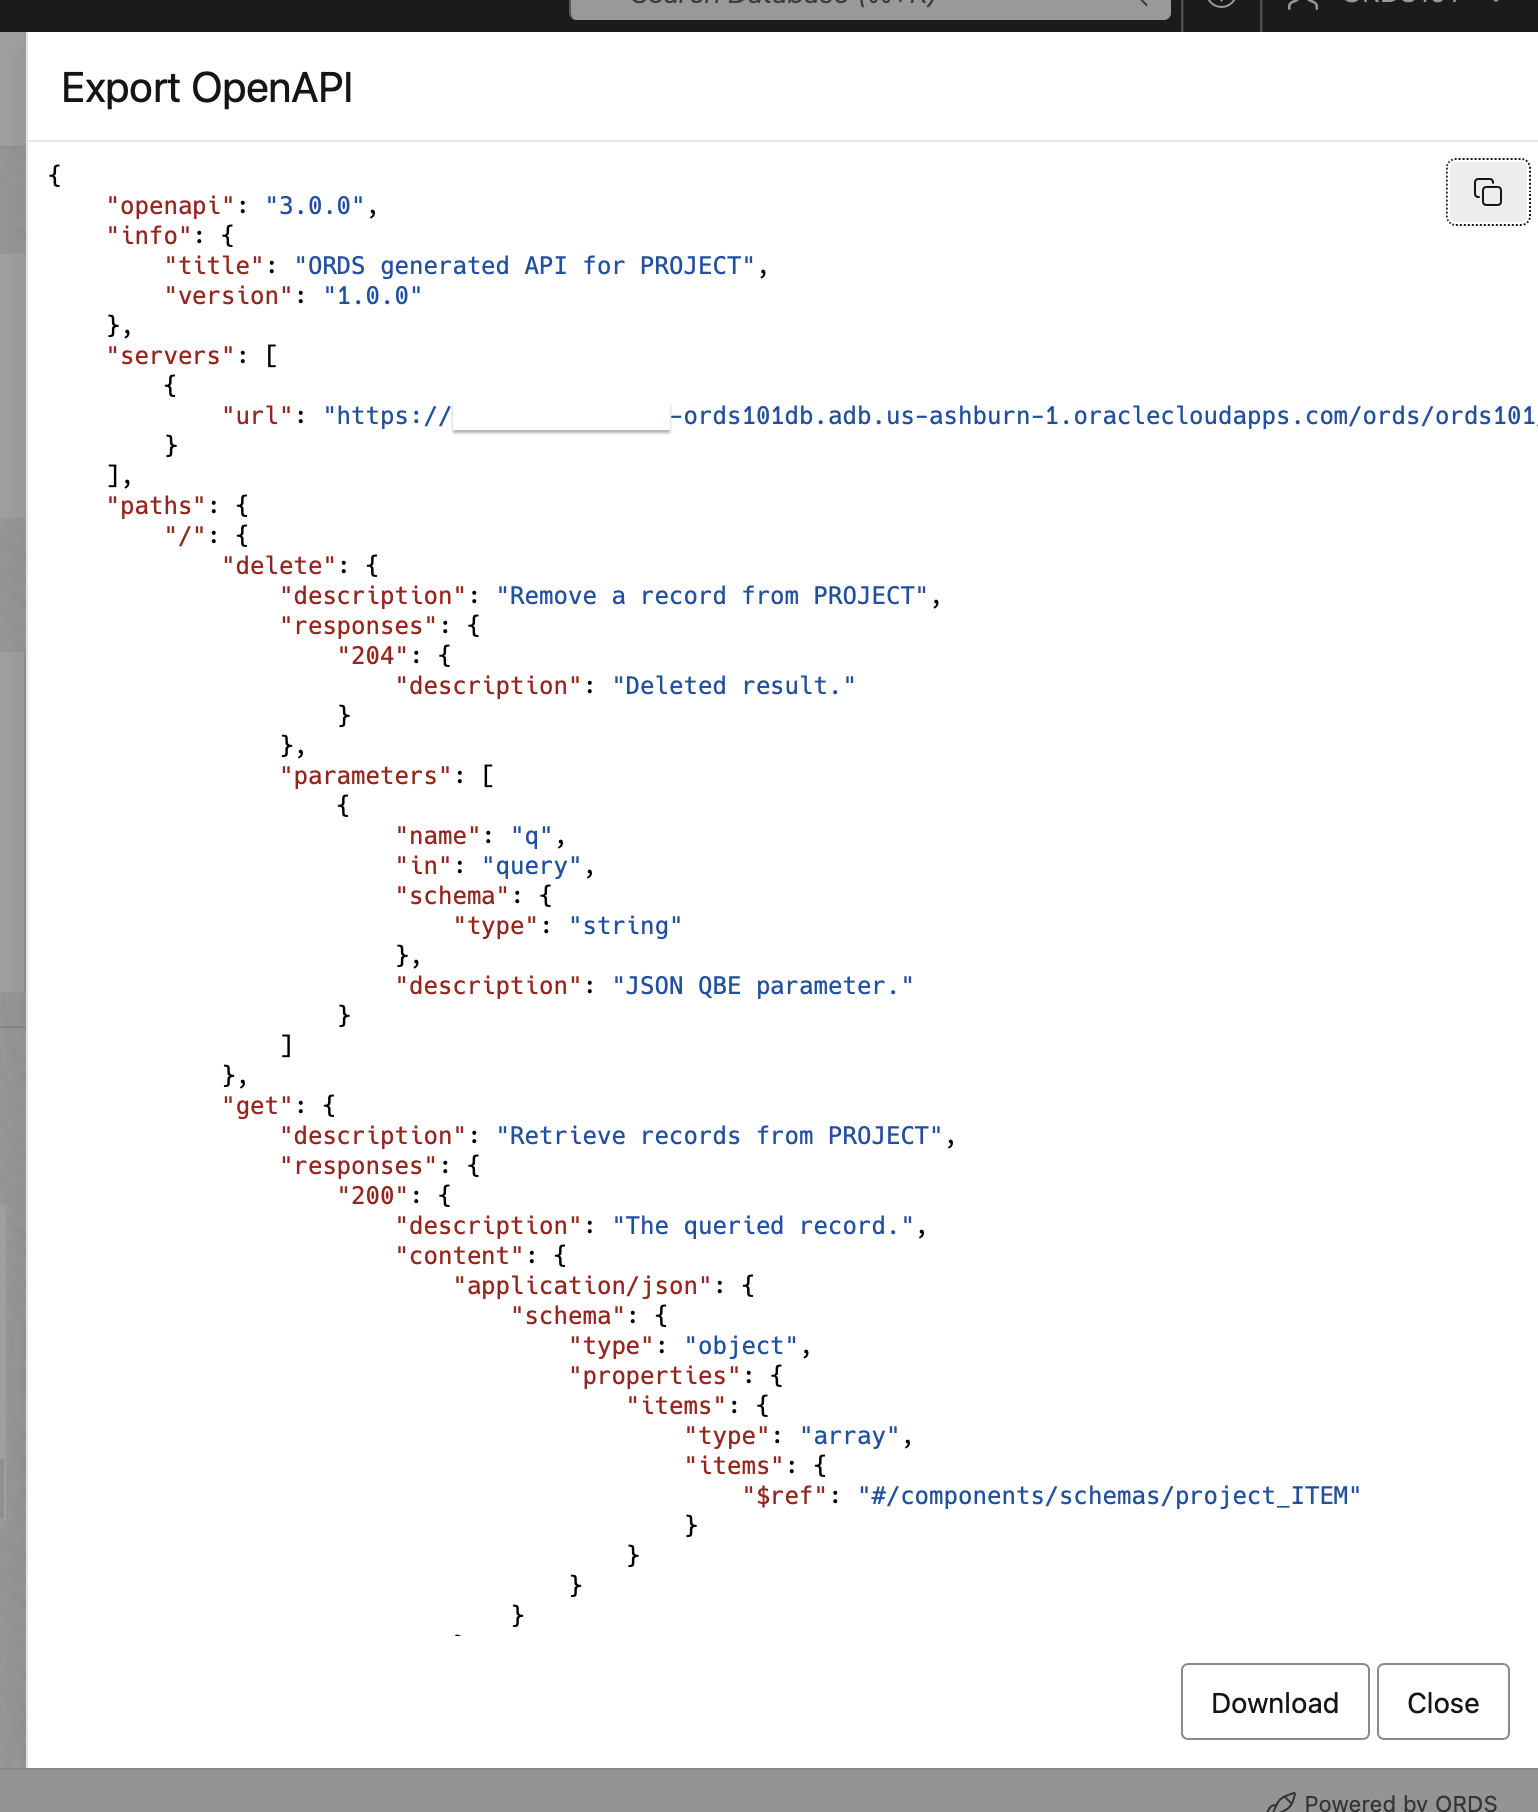 Export OpenAPI
{
    "openapi": "3.0.0",
    "info": {
        "title": "ORDS generated API for PROJECT",
        "version": "1.0.0"
    },
    "servers": [
        {
            "url": "https://-ords101db.adb.us-ashburn-1.oraclecloudapps.com/ords/ords101
        }
    ],
    "paths": {
        "/": {
            "delete": {
                "description": "Remove a record from PROJECT",
                "responses": {
                    "204": {
                        "description": "Deleted result."
                    }
                },
                "parameters": [
                    {
                        "name": "q",
                        "in": "query",
                        "schema": {
                            "type": "string"
                        },
                        "description": "JSON QBE parameter."
                    }
                ]
            },
            "get": {
                "description": "Retrieve records from PROJECT",
                "responses": {
                    "200": {
                        "description": "The queried record.",
                        "content": {
                            "application/json": {
                                "schema": {
                                    "type": "object",
                                    "properties": {
                                        "items": {
                                            "type": "array",
                                            "items": {
                                                "$ref": "#/components/schemas/project_ITEM"
                                            }
                                        }
                                    }
                                }
Download
Close
Powered by ORDS